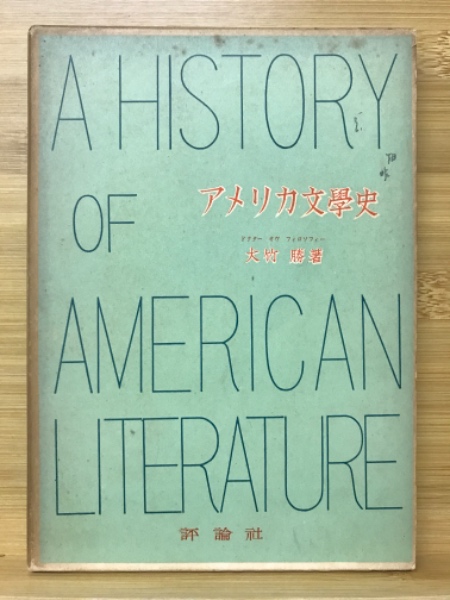 A HISTORY
OF
アメリカ文學史
ドクター オヴ フィロソフィー
大竹 勝著
AMERICAN
LITERATURE
評論社